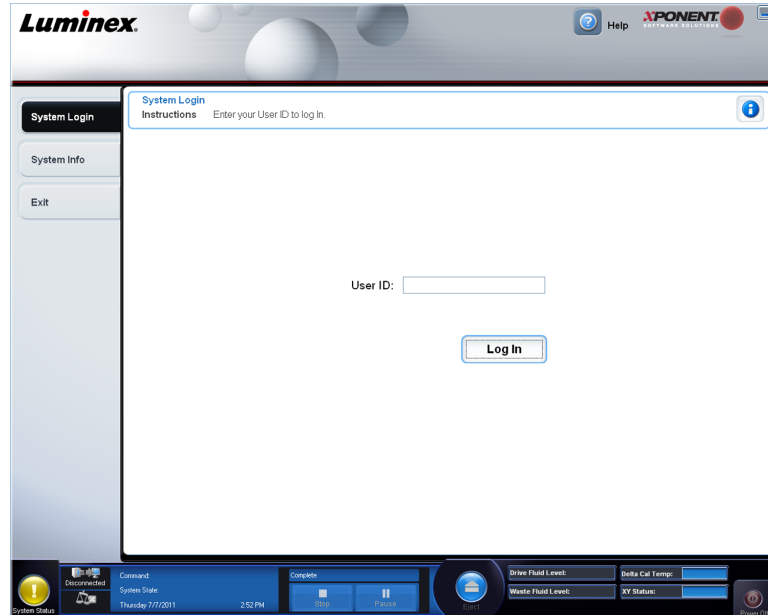 Luminex.
Help
XPONENT.
SOFTWARE SOLUTIONS
System Login
System Info
Exit
System Login
Instructions Enter your User ID to log In.
User ID:
Log In
System Status
Disconnected
Command:
System State:
Thursday 7/7/2011 2:52 PM
Complete
Stop Pause
Eject
Drive Fluid Level:
Waste Fluid Level:
Delta Cal Temp:
XY Status:
Power Off